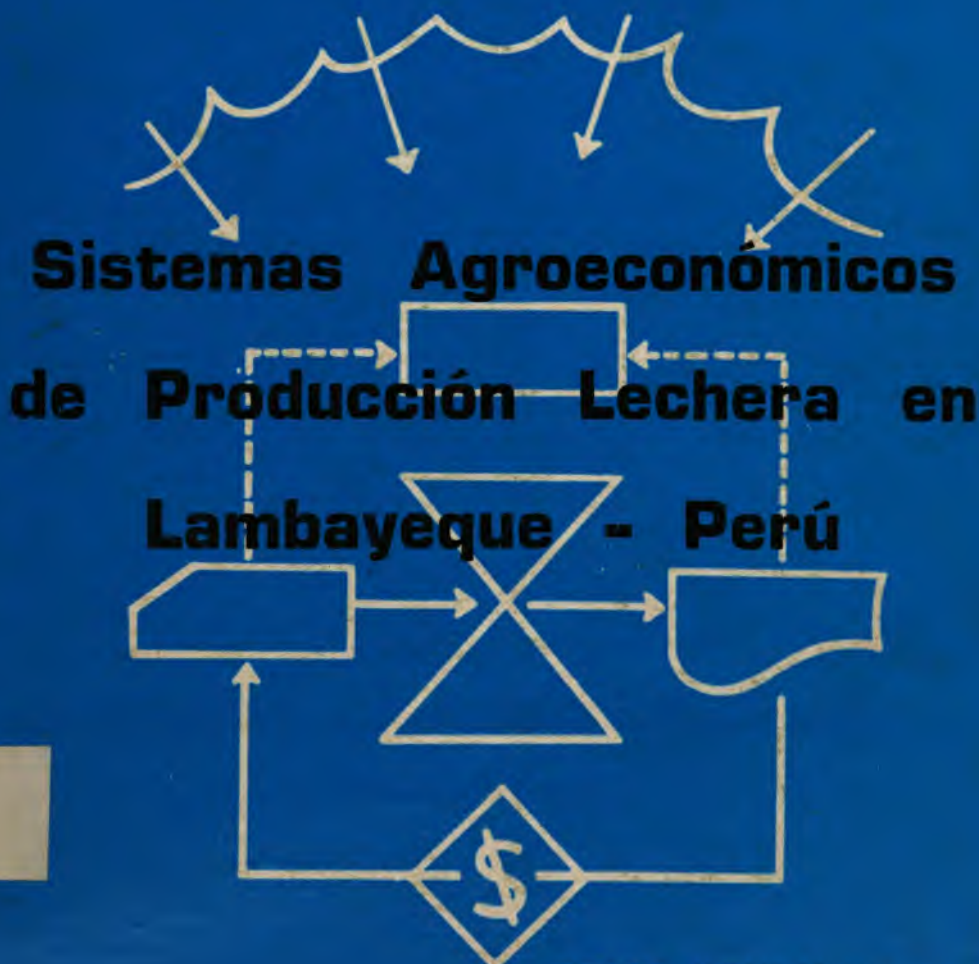 Sistemas Agroeconómicos
de Producción Lechera en
Lambayeque - Perú
$